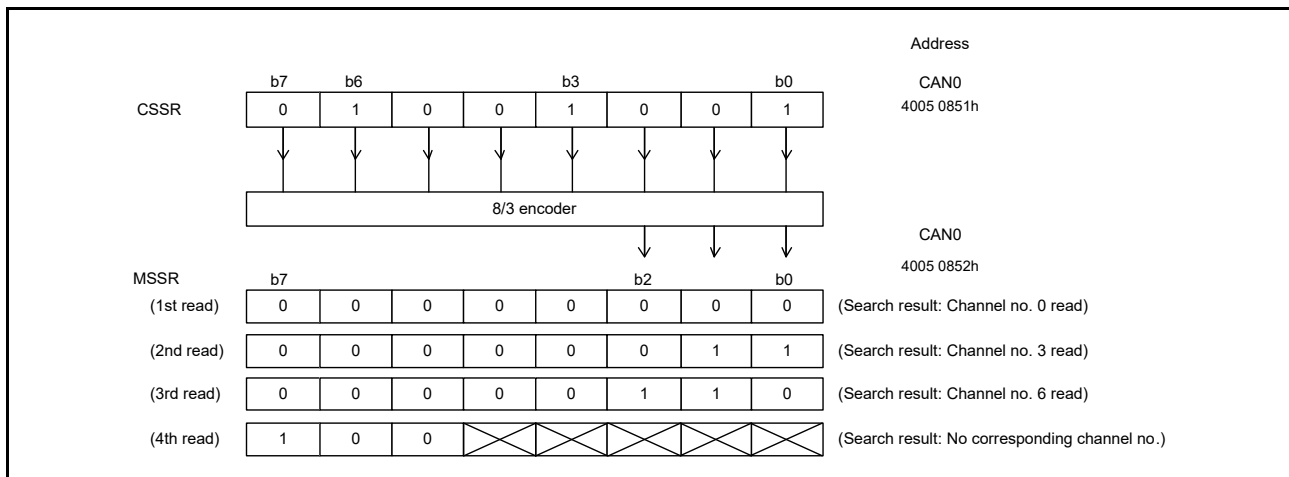 Address
b7 b6 b3 b0 CAN0
CSSR 0 1 0 0 1 0 0 1 4005 0851h
8/3 encoder
CAN0
4005 0852h
MSSR b7 b2 b0
(1st read) 0 0 0 0 0 0 0 0 (Search result: Channel no. 0 read)
(2nd read) 0 0 0 0 0 0 1 1 (Search result: Channel no. 3 read)
(3rd read) 0 0 0 0 0 1 1 0 (Search result: Channel no. 6 read)
(4th read) 1 0 0 (Search result: No corresponding channel no.)